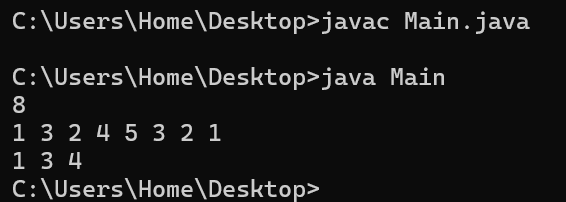 C:\Users\Home\Desktop>javac Main.java
C:\Users\Home\Desktop>java Main
8
1 3 2 4 5 3 2 1
1 3 4
C:\Users\Home\Desktop>